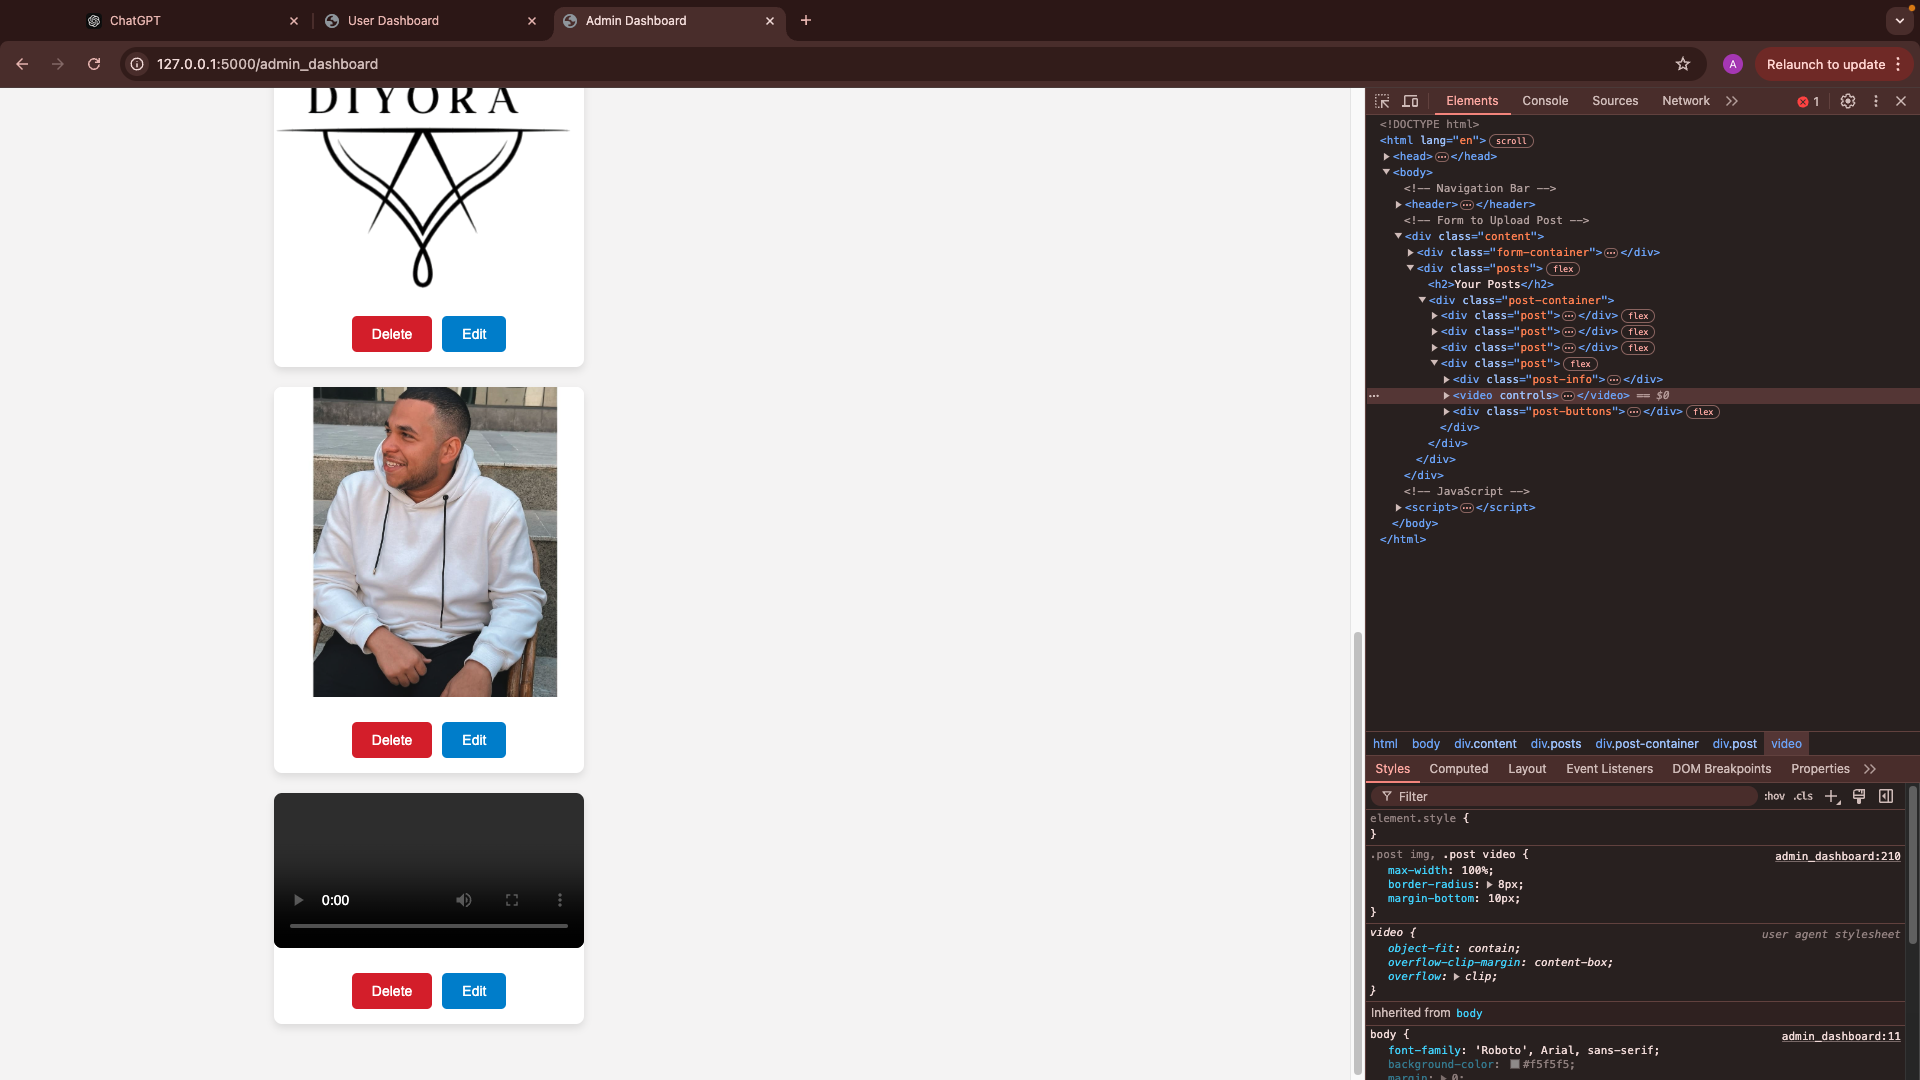 ChatGPT
User Dashboard
Admin Dashboard
127.0.0.1:5000/admin_dashboard
A
Relaunch to update
DIYORA
Delete
Edit
Delete
Edit
0:00
Delete
Edit
Elements
Console
Sources
Network
1
<!DOCTYPE html>
<html lang="en"> scroll
<head> ⋯ </head>
<body>
<!-- Navigation Bar -->
<header> ⋯ </header>
<!-- Form to Upload Post -->
<div class="content">
<div class="form-container"> ⋯ </div>
<div class="posts"> flex
<h2>Your Posts</h2>
<div class="post-container">
<div class="post"> ⋯ </div> flex
<div class="post"> ⋯ </div> flex
<div class="post"> ⋯ </div> flex
<div class="post"> flex
<div class="post-info"> ⋯ </div>
<video controls> ⋯ </video> == $0
<div class="post-buttons"> ⋯ </div> flex
</div>
</div>
</div>
</div>
<!-- JavaScript -->
<script> ⋯ </script>
</body>
</html>
html
body
div.content
div.posts
div.post-container
div.post
video
Styles
Computed
Layout
Event Listeners
DOM Breakpoints
Properties
Filter
:hov
.cls
element.style {
}
.post img, .post video {
admin_dashboard:210
max-width: 100%;
border-radius: 8px;
margin-bottom: 10px;
}
video {
user agent stylesheet
object-fit: contain;
overflow-clip-margin: content-box;
overflow: clip;
}
Inherited from body
body {
admin_dashboard:11
font-family: 'Roboto', Arial, sans-serif;
background-color: #f5f5f5;
margin: 0;